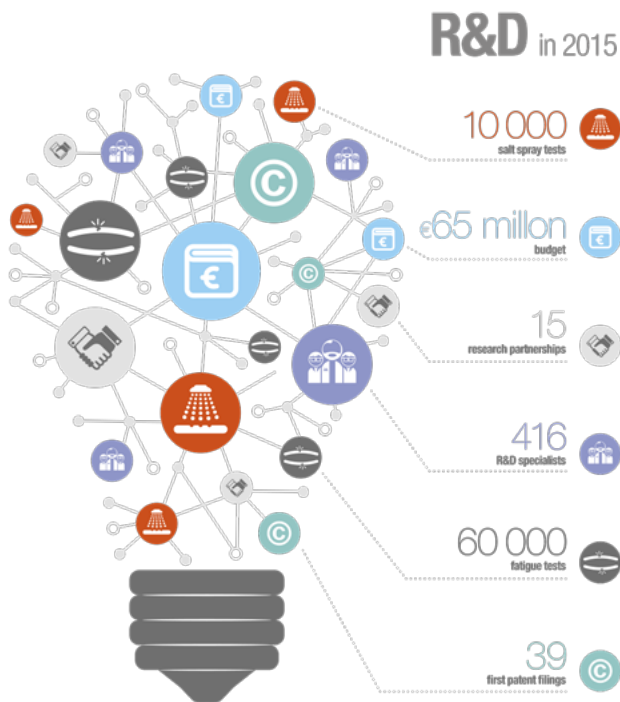 R&D in 2015
10 000
salt spray tests
€65 millon
budget
15
research partnerships
416
R&D specialists
60 000
fatigue tests
39
first patent filings